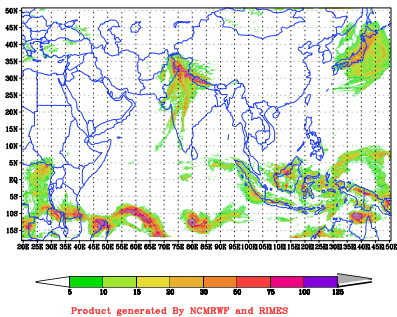 50N
45N
40N
35N
30N
25N
20N
15N
10N
5N
EQ
5S
10S
15S
20E 25E 30E 35E 40E 45E 50E 55E 60E 65E 70E 75E 80E 85E 90E 95E 100E 105E 110E 115E 120E 125E 130E 135E 140E 145E 150E
5 10 15 20 30 40 50 75 100 125
Product generated By NCMRWF and RIMES